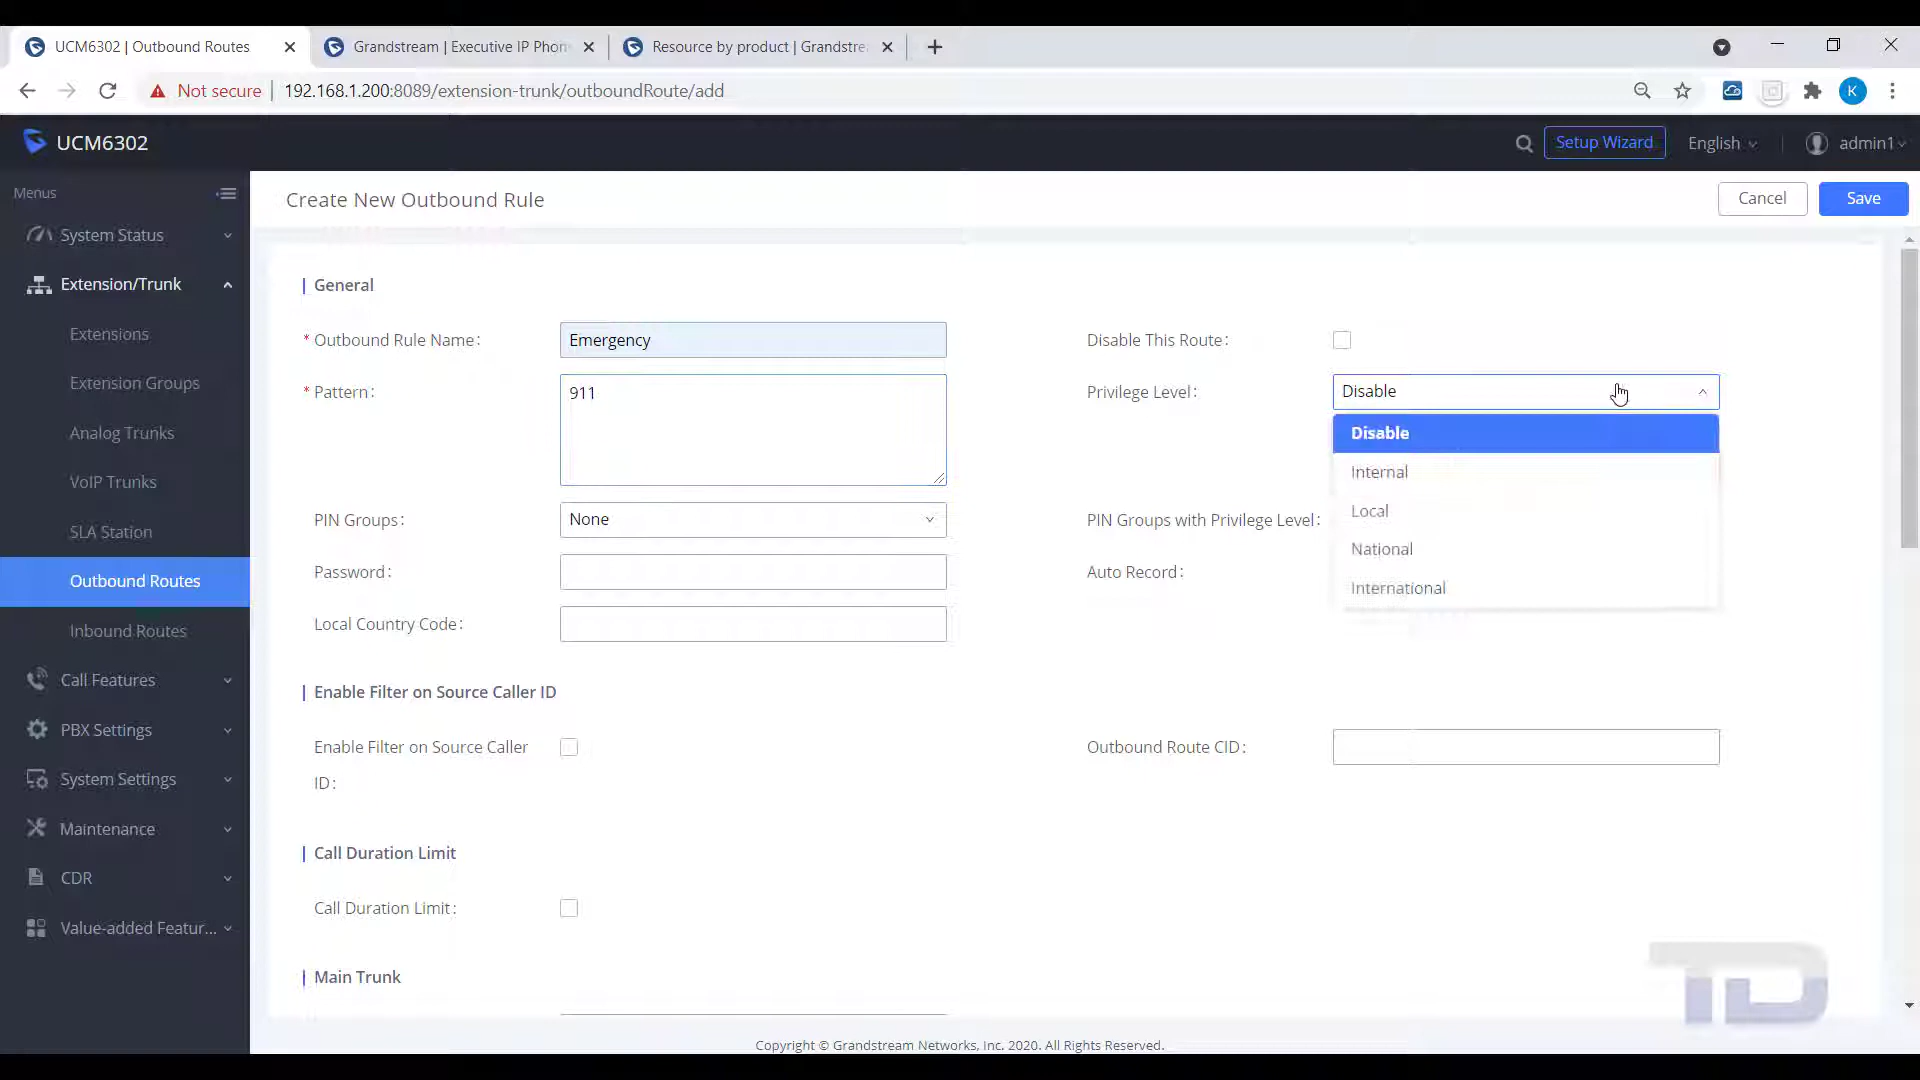 UCM6302 | Outbound Routes
Grandstream | Executive IP Phon
Resource by product | Grandstre
Not secure
192.168.1.200:8089/extension-trunk/outboundRoute/add
K
UCM6302
Setup Wizard
English
admin1
Menus
Create New Outbound Rule
Cancel
Save
System Status
Extension/Trunk
Extensions
Extension Groups
Analog Trunks
VoIP Trunks
SLA Station
Outbound Routes
Inbound Routes
Call Features
PBX Settings
System Settings
Maintenance
CDR
Value-added Featur...
General
* Outbound Rule Name:
Emergency
Disable This Route:
* Pattern:
911
Privilege Level:
Disable
Disable
Internal
Local
National
International
PIN Groups:
None
PIN Groups with Privilege Level:
Password:
Auto Record:
Local Country Code:
Enable Filter on Source Caller ID
Enable Filter on Source Caller
ID:
Outbound Route CID:
Call Duration Limit
Call Duration Limit:
Main Trunk
TD
Copyright © Grandstream Networks, Inc. 2020. All Rights Reserved.